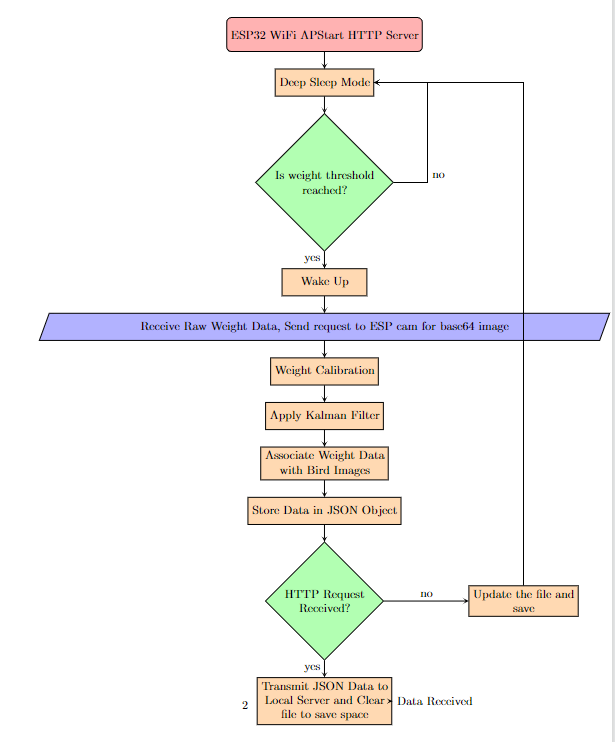 ESP32 WiFi APStart HTTP Server
Deep Sleep Mode
Is weight threshold
reached?
no
yes
Wake Up
Receive Raw Weight Data, Send request to ESP cam for base64 image
Weight Calibration
Apply Kalman Filter
Associate Weight Data
with Bird Images
Store Data in JSON Object
HTTP Request
Received?
no
Update the file and
save
yes
Transmit JSON Data to
Local Server and Clear
file to save space
Data Received
2